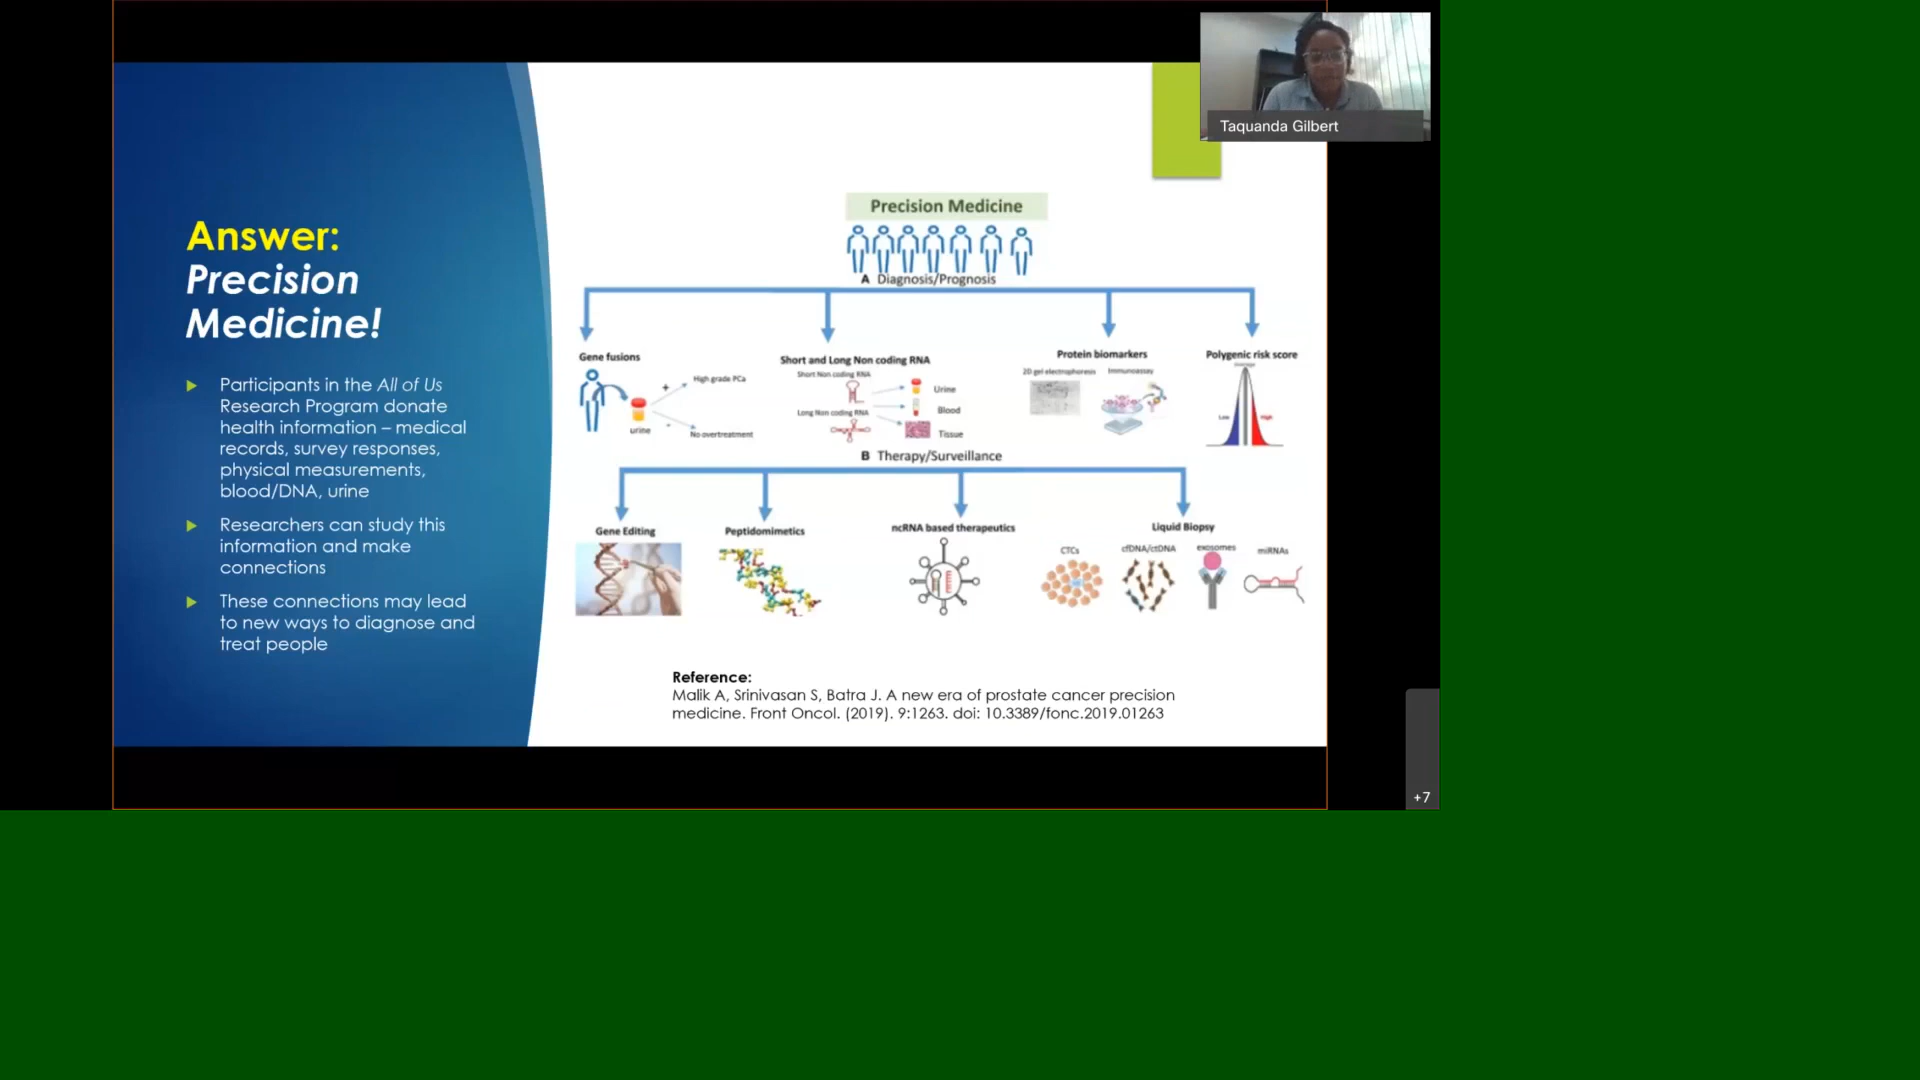 Taquanda Gilbert
Answer:
Precision
Medicine!
Participants in the All of Us
Research Program donate
health information – medical
records, survey responses,
physical measurements,
blood/DNA, urine
Researchers can study this
information and make
connections
These connections may lead
to new ways to diagnose and
treat people
Precision Medicine
A Diagnosis/Prognosis
Gene fusions
+
High grade PCa
urine
-
No overtreatment
Short and Long Non coding RNA
Short Non coding RNA
Long Non coding RNA
Urine
Blood
Tissue
Protein biomarkers
2D gel electrophoresis
Immunoassay
Polygenic risk score
Low
High
B Therapy/Surveillance
Gene Editing
Peptidomimetics
ncRNA based therapeutics
Liquid Biopsy
CTCs
cfDNA/ctDNA
exosomes
miRNAs
Reference:
Malik A, Srinivasan S, Batra J. A new era of prostate cancer precision
medicine. Front Oncol. (2019). 9:1263. doi: 10.3389/fonc.2019.01263
+7